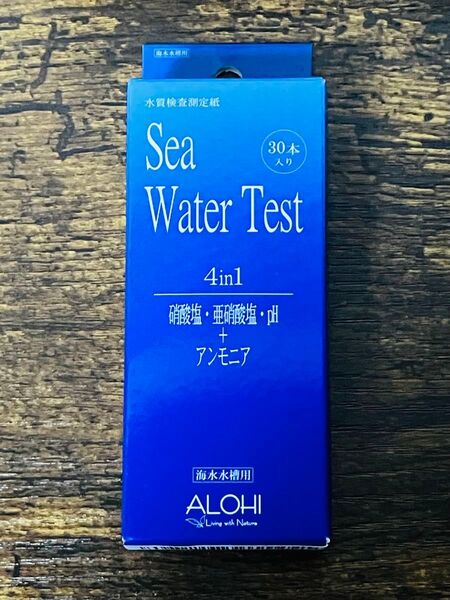 海水水槽用
水質検査測定紙
Sea
Water Test
30本
入り
4in1
硝酸塩・亜硝酸塩・pH
+
アンモニア
海水水槽用
ALOHI
Living with Nature